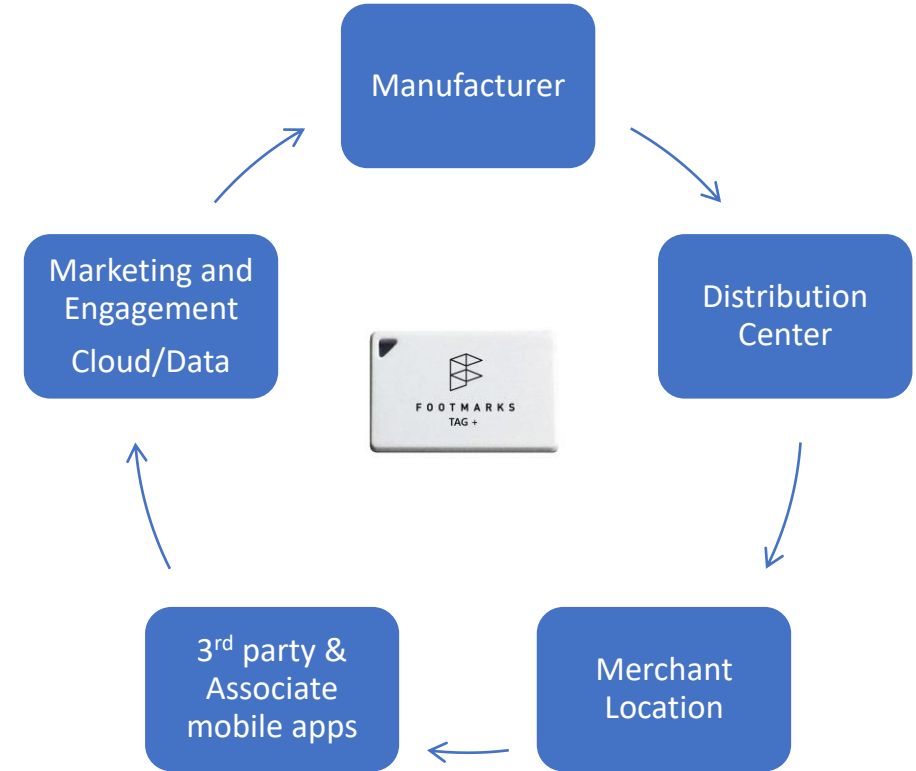 Manufacturer
Distribution
Center
Merchant
Location
3rd party &
Associate
mobile apps
Marketing and
Engagement
Cloud/Data
FOOTMARKS
TAG +